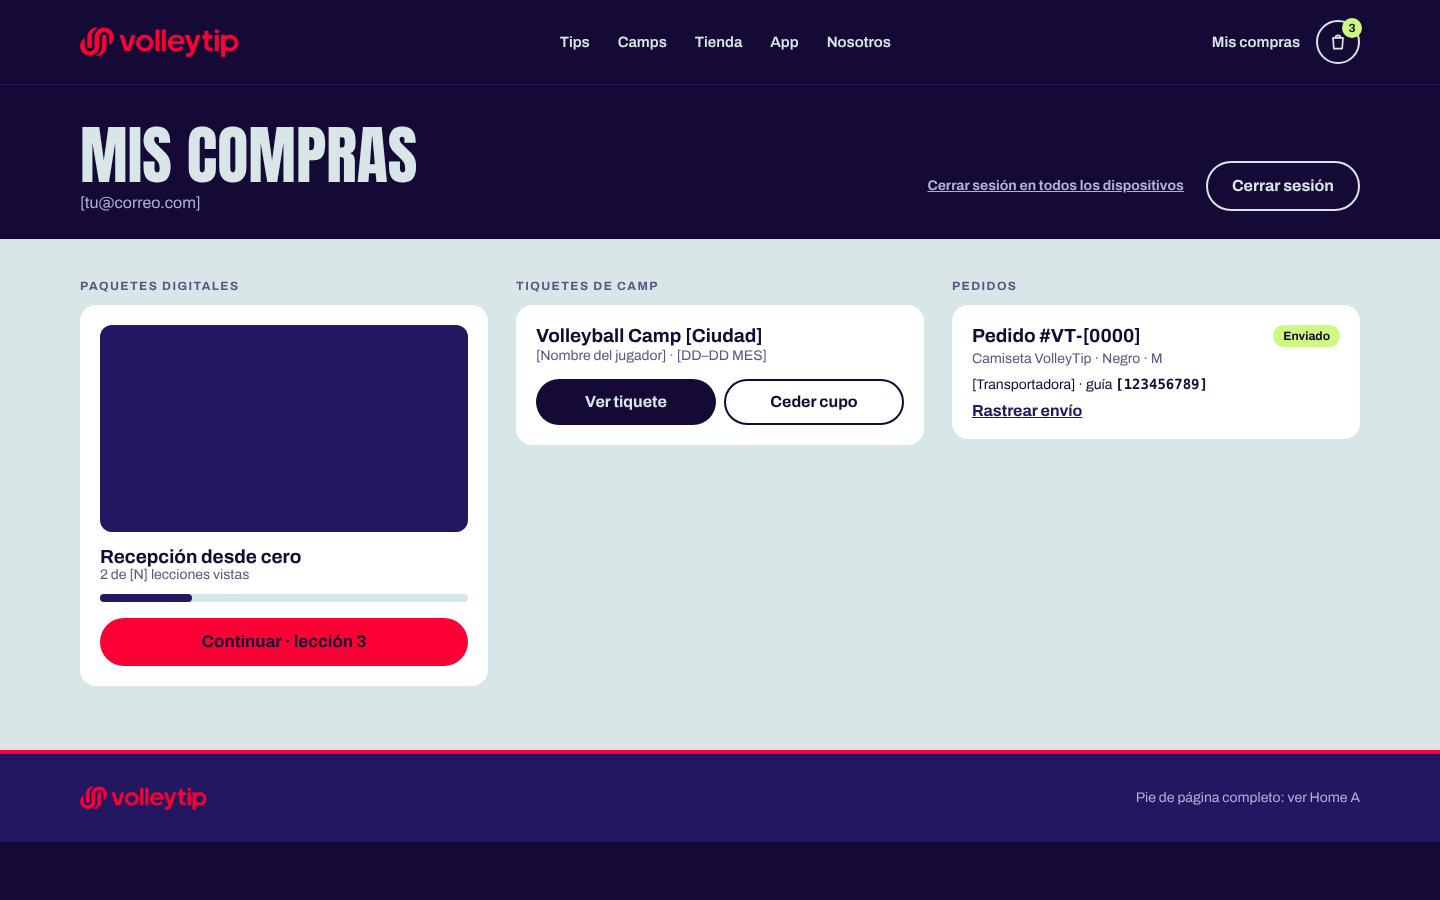 volleytip
Tips
Camps
Tienda
App
Nosotros
Mis compras
3
MIS COMPRAS
[tu@correo.com]
Cerrar sesión en todos los dispositivos
Cerrar sesión
PAQUETES DIGITALES
Recepción desde cero
2 de [N] lecciones vistas
Continuar · lección 3
TIQUETES DE CAMP
Volleyball Camp [Ciudad]
[Nombre del jugador] · [DD–DD MES]
Ver tiquete
Ceder cupo
PEDIDOS
Pedido #VT-[0000]
Enviado
Camiseta VolleyTip · Negro · M
[Transportadora] · guía [123456789]
Rastrear envío
volleytip
Pie de página completo: ver Home A